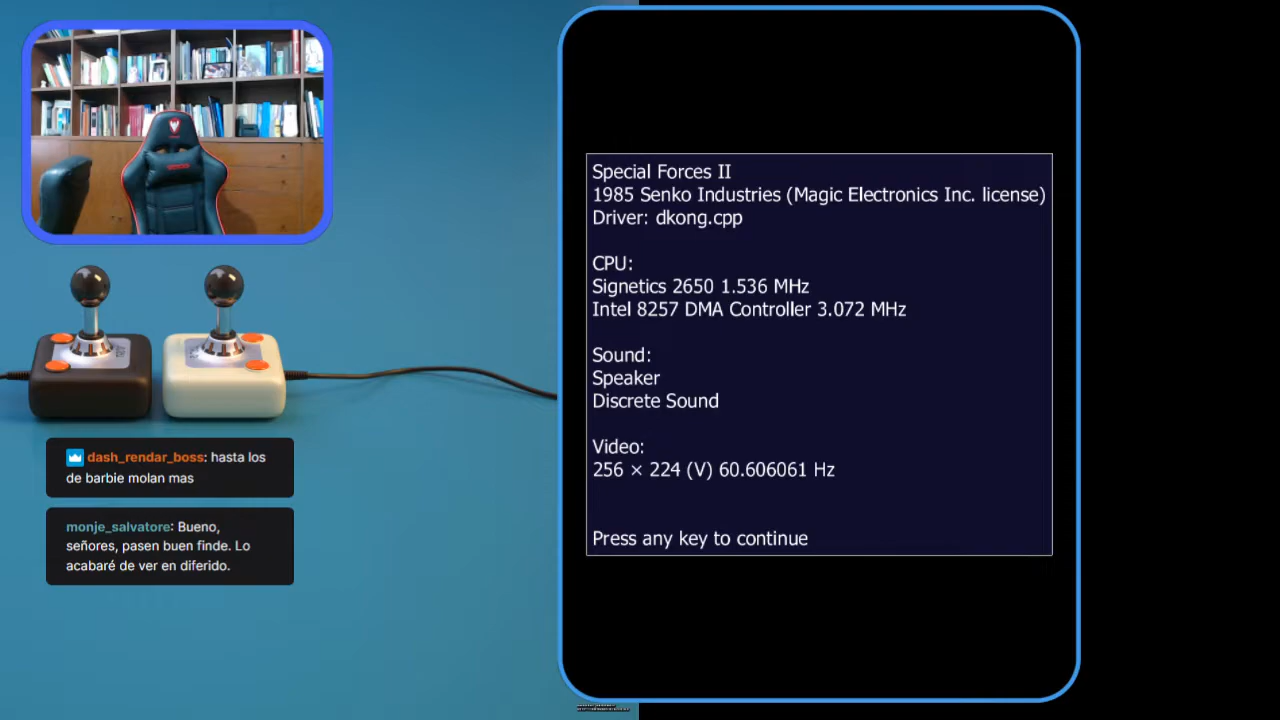 Special Forces II
1985 Senko Industries (Magic Electronics Inc. license)
Driver: dkong.cpp
CPU:
Signetics 2650 1.536 MHz
Intel 8257 DMA Controller 3.072 MHz
Sound:
Speaker
Discrete Sound
Video:
256 × 224 (V) 60.606061 Hz
Press any key to continue
dash_rendar_boss: hasta los
de barbie molan mas
monje_salvatore: Bueno,
señores, pasen buen finde. Lo
acabaré de ver en diferido.